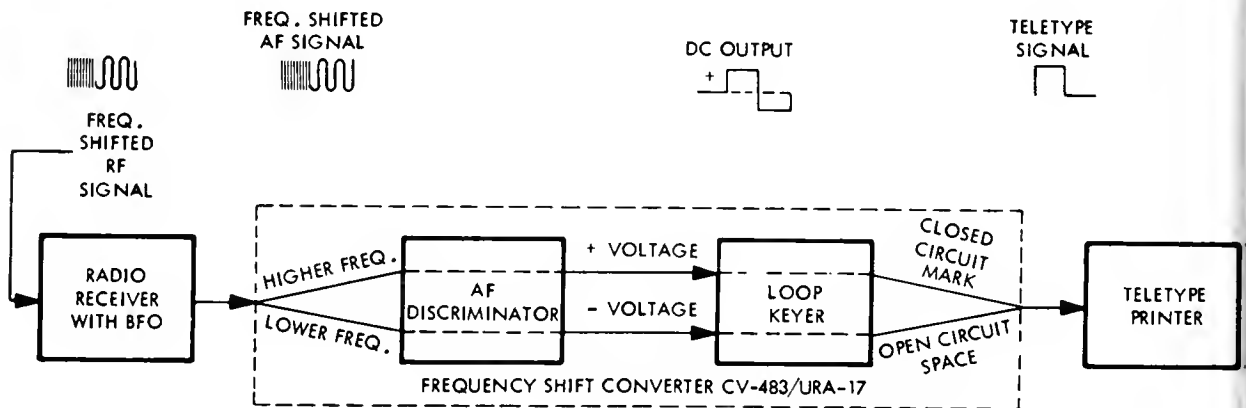 FREQ. SHIFTED
AF SIGNAL
DC OUTPUT
+
TELETYPE
SIGNAL
FREQ.
SHIFTED
RF
SIGNAL
RADIO
RECEIVER
WITH BFO
HIGHER FREQ.
LOWER FREQ.
AF
DISCRIMINATOR
+ VOLTAGE
- VOLTAGE
LOOP
KEYER
CLOSED
CIRCUIT
MARK
OPEN CIRCUIT
SPACE
TELETYPE
PRINTER
FREQUENCY SHIFT CONVERTER CV-483/URA-17